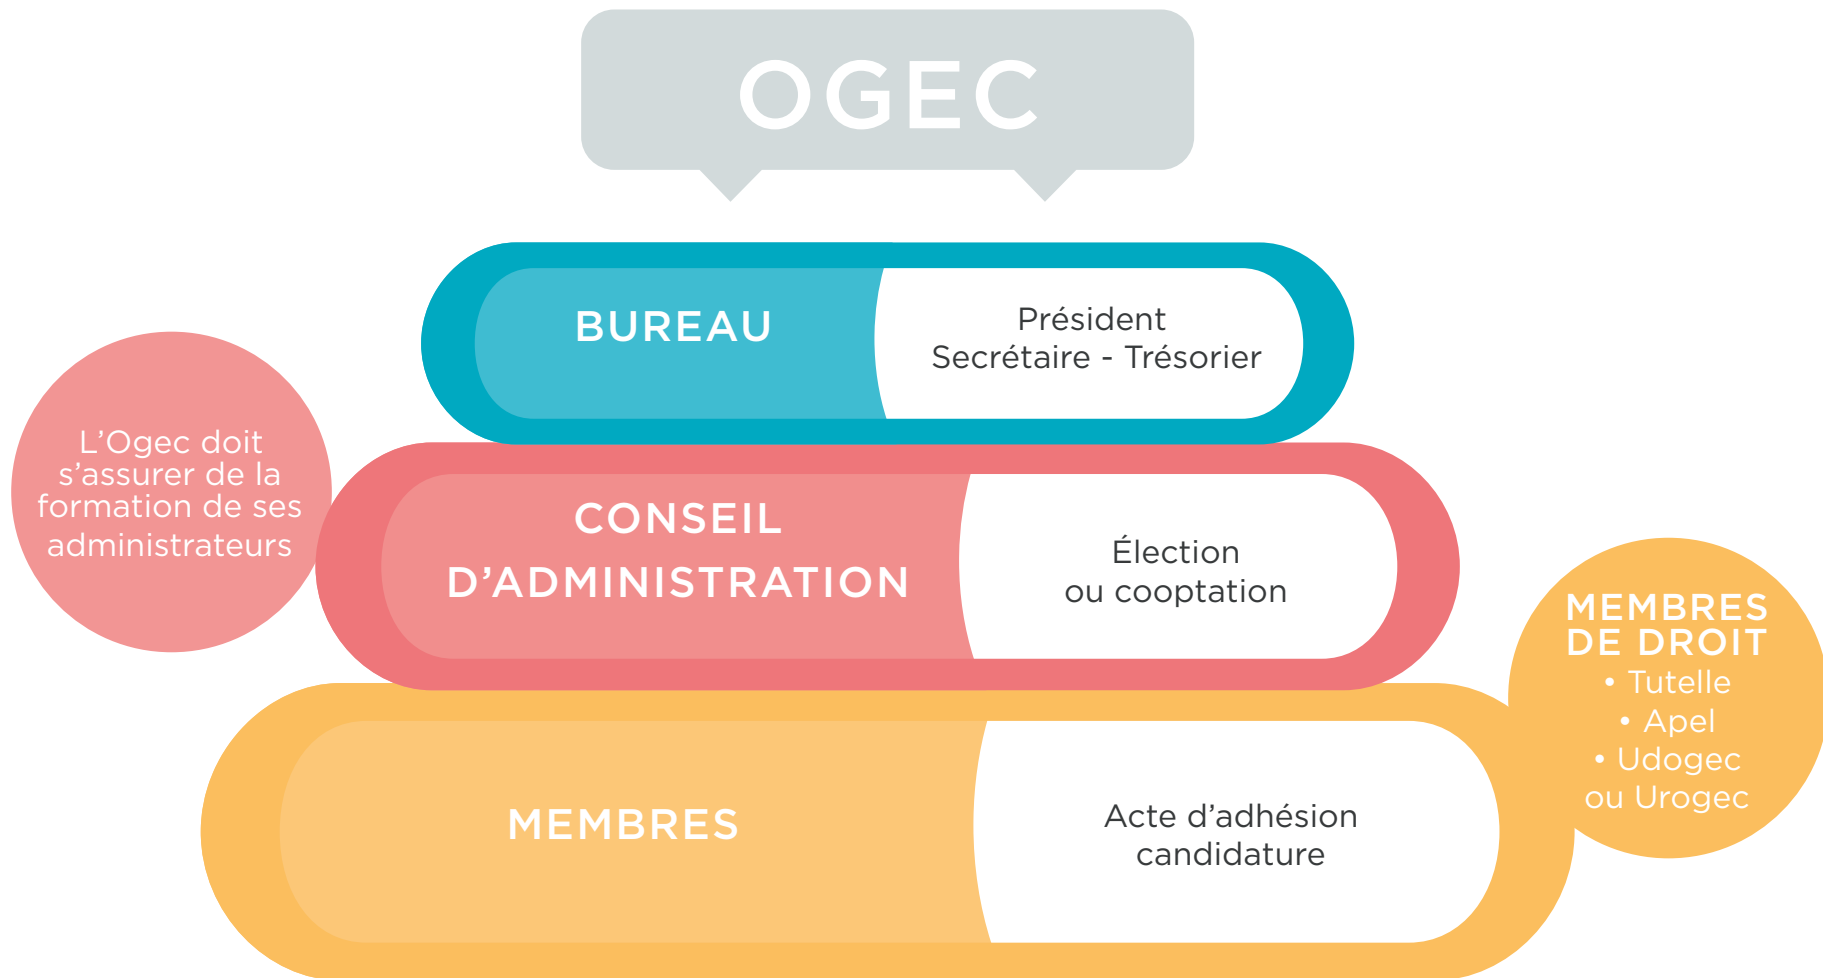 OGEC
BUREAU
Président
Secrétaire - Trésorier
L’Ogec doit
s’assurer de la
formation de ses
administrateurs
CONSEIL
D’ADMINISTRATION
Élection
ou cooptation
MEMBRES
DE DROIT
• Tutelle
• Apel
• Udogec
ou Urogec
MEMBRES
Acte d’adhésion
candidature